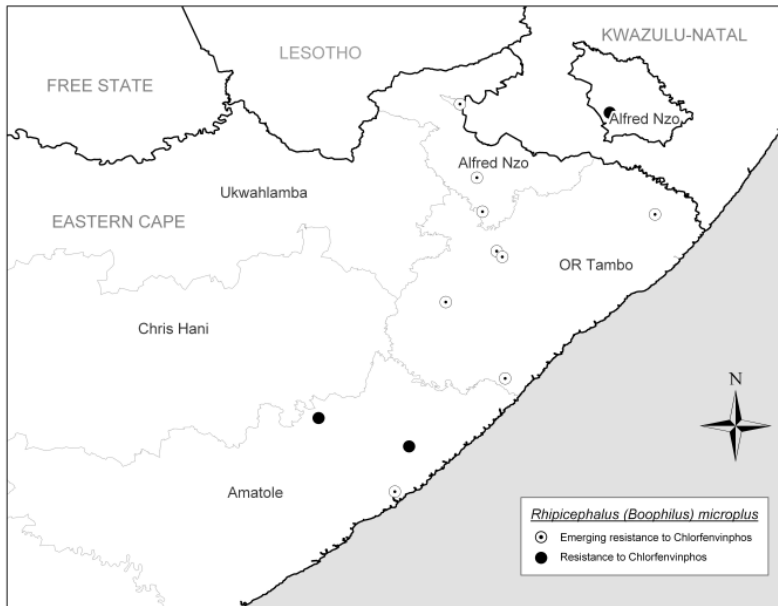 KWAZULU-NATAL
LESOTHO
FREE STATE
Alfred Nzo
Alfred Nzo
Ukwahlamba
EASTERN CAPE
OR Tambo
Chris Hani
N
Amatole
Rhipicephalus (Boophilus) microplus
Emerging resistance to Chlorfenvinphos
Resistance to Chlorfenvinphos